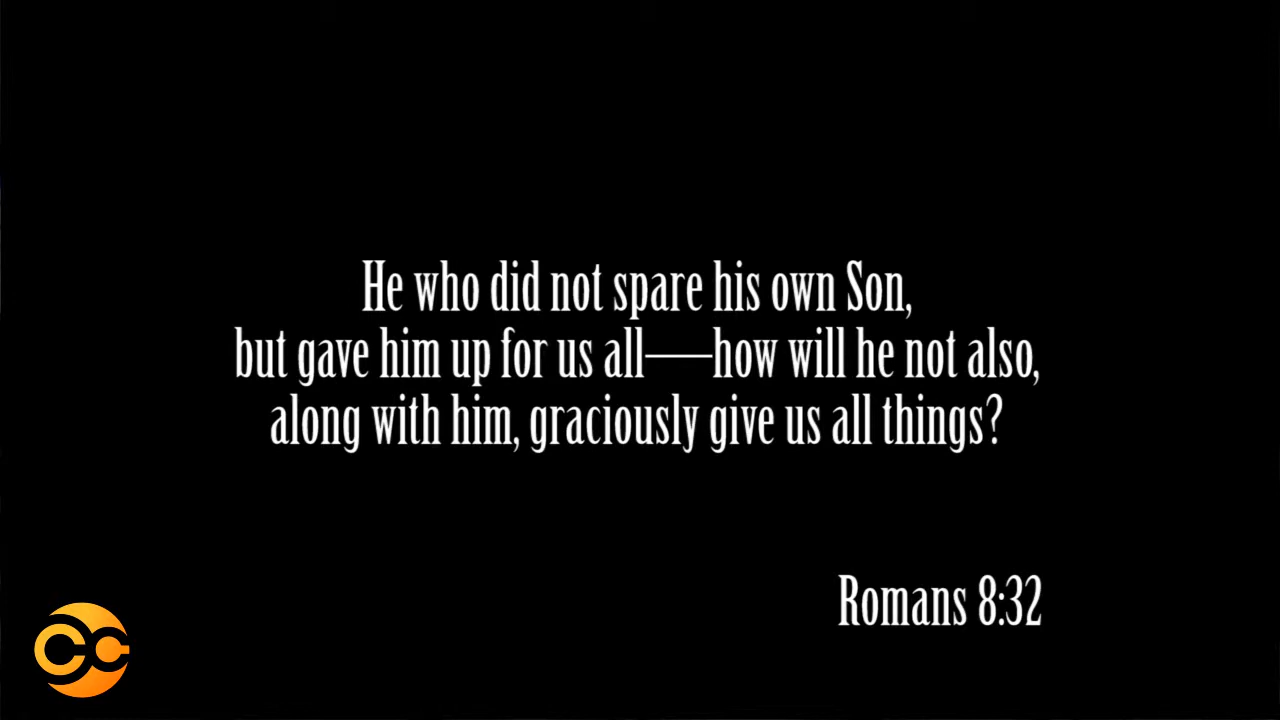 He who did not spare his own Son,
but gave him up for us all—how will he not also,
along with him, graciously give us all things?
Romans 8:32
CC